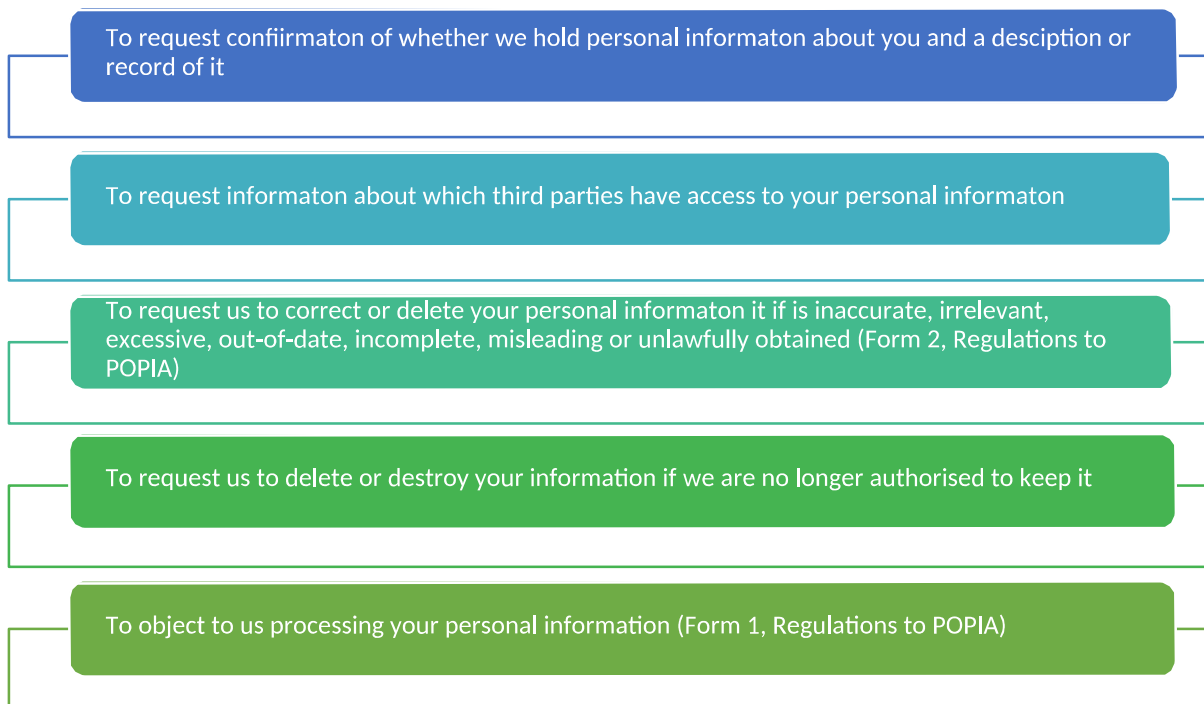 To request confiirmaton of whether we hold personal informaton about you and a desciption or
record of it
To request informaton about which third parties have access to your personal informaton
To request us to correct or delete your personal informaton it if is inaccurate, irrelevant,
excessive, out-of-date, incomplete, misleading or unlawfully obtained (Form 2, Regulations to
POPIA)
To request us to delete or destroy your information if we are no longer authorised to keep it
To object to us processing your personal information (Form 1, Regulations to POPIA)